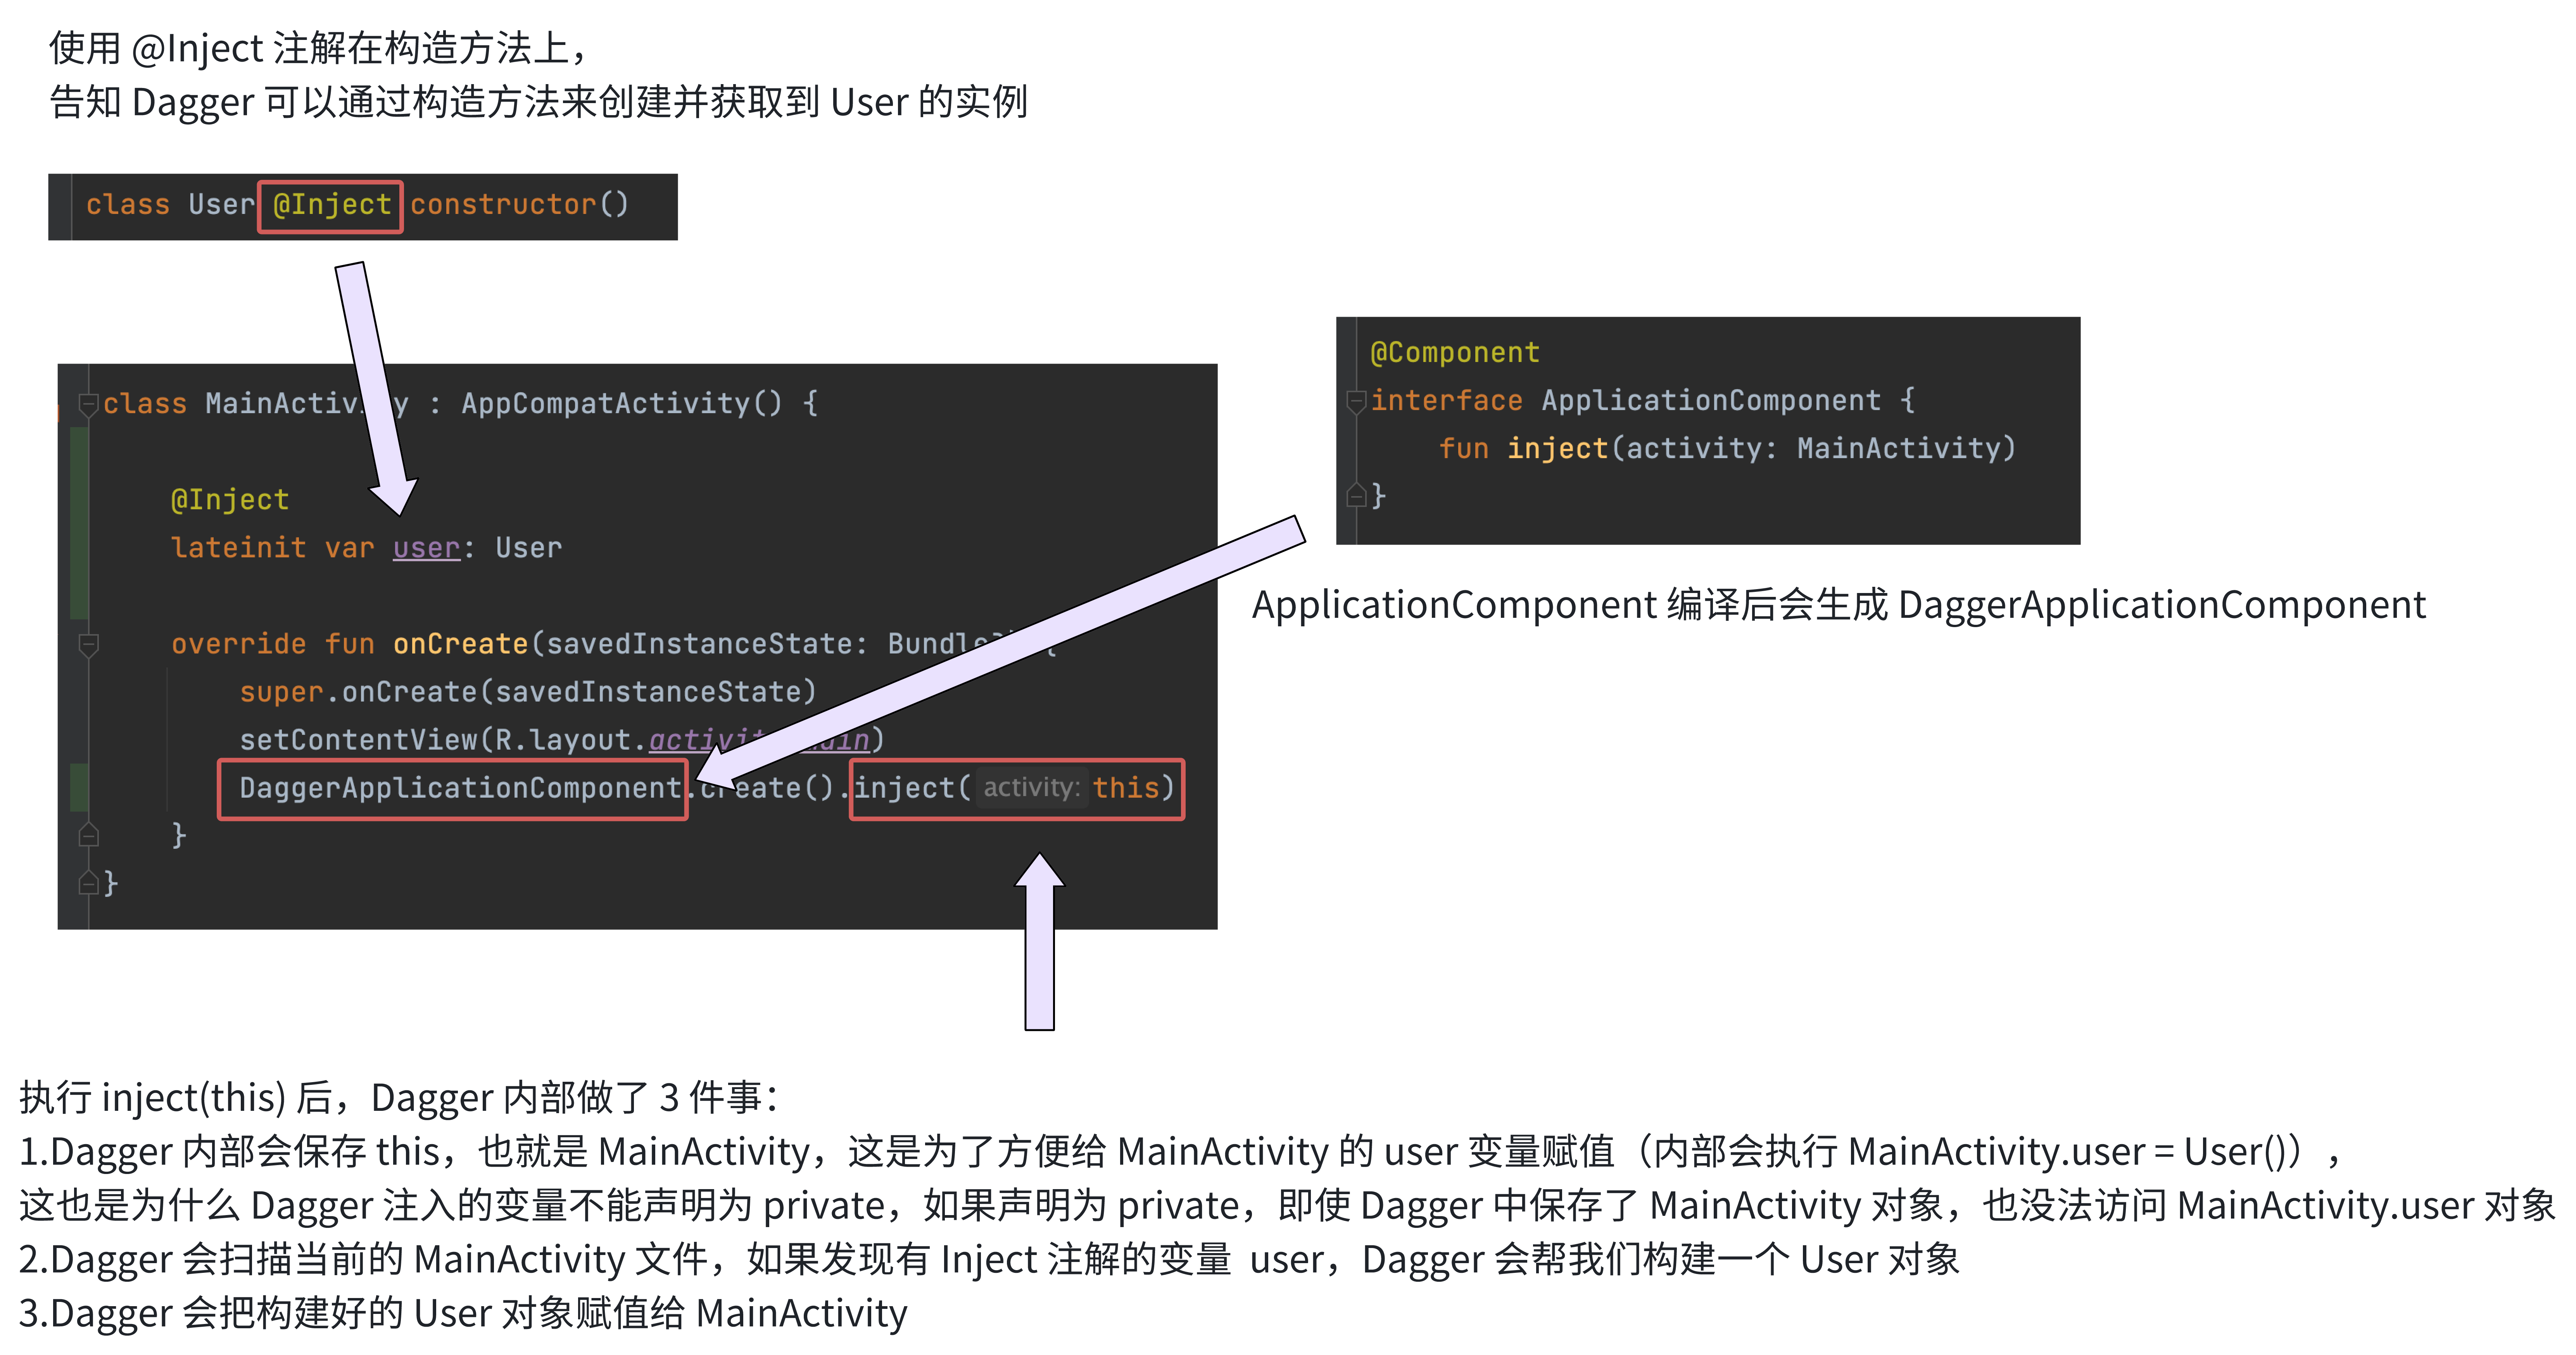 使用 @Inject 注解在构造方法上，
告知 Dagger 可以通过构造方法来创建并获取到 User 的实例
class User @Inject constructor()
@Component
interface ApplicationComponent {
fun inject(activity: MainActivity)
}
ApplicationComponent 编译后会生成 DaggerApplicationComponent
class MainActivity : AppCompatActivity() {
@Inject
lateinit var user: User
override fun onCreate(savedInstanceState: Bundle?) {
super.onCreate(savedInstanceState)
setContentView(R.layout.activity_main)
DaggerApplicationComponent.create().inject( activity: this)
}
}
执行 inject(this) 后，Dagger 内部做了 3 件事：
1.Dagger 内部会保存 this，也就是 MainActivity，这是为了方便给 MainActivity 的 user 变量赋值（内部会执行 MainActivity.user = User()），
这也是为什么 Dagger 注入的变量不能声明为 private，如果声明为 private，即使 Dagger 中保存了 MainActivity 对象，也没法访问 MainActivity.user 对象
2.Dagger 会扫描当前的 MainActivity 文件，如果发现有 Inject 注解的变量 user，Dagger 会帮我们构建一个 User 对象
3.Dagger 会把构建好的 User 对象赋值给 MainActivity